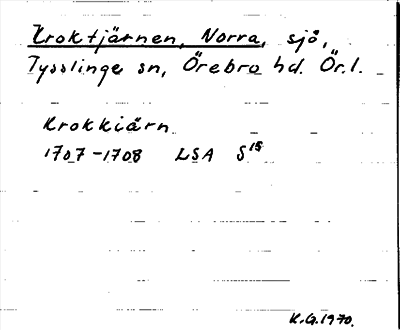 Kroktjärnen, Norra, sjö,
Tysslinge sn, Örebro hd. Ör.l.
Krokkiärn
1707-1708 LSA S¹⁵
K.G.1970.